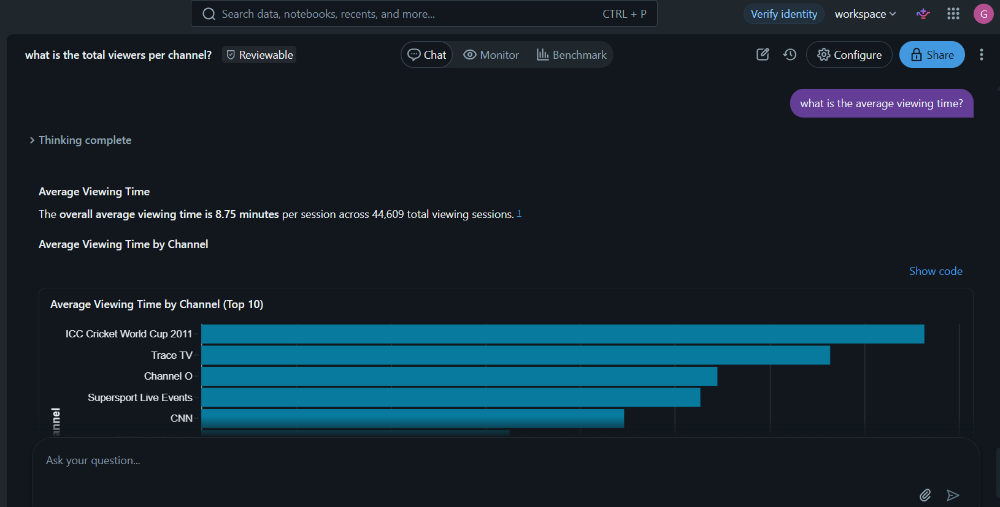 Search data, notebooks, recents, and more... CTRL + P
Verify identity
workspace
G
what is the total viewers per channel?
Reviewable
Chat
Monitor
Benchmark
Configure
Share
what is the average viewing time?
Thinking complete
Average Viewing Time
The overall average viewing time is 8.75 minutes per session across 44,609 total viewing sessions. 1
Average Viewing Time by Channel
Show code
Average Viewing Time by Channel (Top 10)
ICC Cricket World Cup 2011
Trace TV
Channel O
Supersport Live Events
CNN
Ask your question...